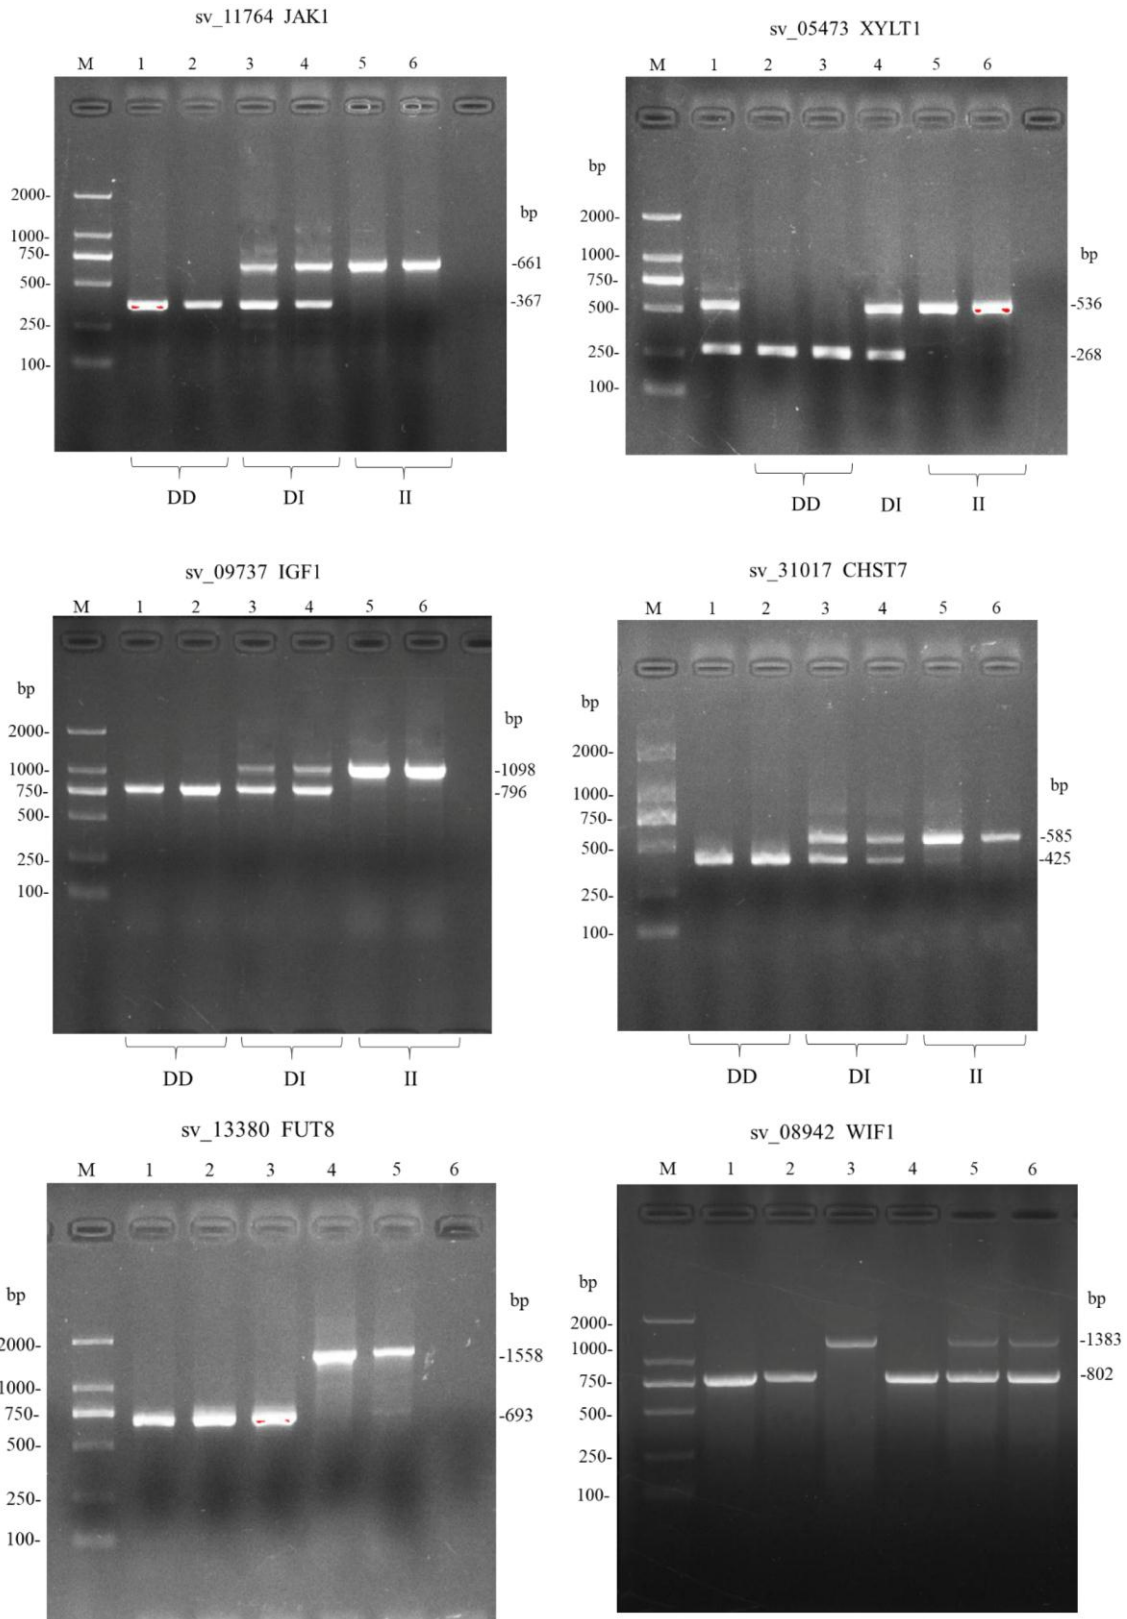 sv_11764 JAK1
M 1 2 3 4 5 6
2000-
bp
1000-
750-
-661
500-
-367
250-
100-
DD DI II
sv_05473 XYLT1
M 1 2 3 4 5 6
bp
2000-
1000-
bp
750-
500-
-536
250-
-268
100-
DD DI II
sv_09737 IGF1
M 1 2 3 4 5 6
bp
bp
2000-
1000-
-1098
750-
-796
500-
250-
100-
DD DI II
sv_31017 CHST7
M 1 2 3 4 5 6
bp
2000-
bp
1000-
750-
-585
500-
-425
250-
100-
DD DI II
sv_13380 FUT8
M 1 2 3 4 5 6
bp
bp
2000-
-1558
1000-
750-
-693
500-
250-
100-
sv_08942 WIF1
M 1 2 3 4 5 6
bp
bp
2000-
-1383
1000-
-802
750-
500-
250-
100-